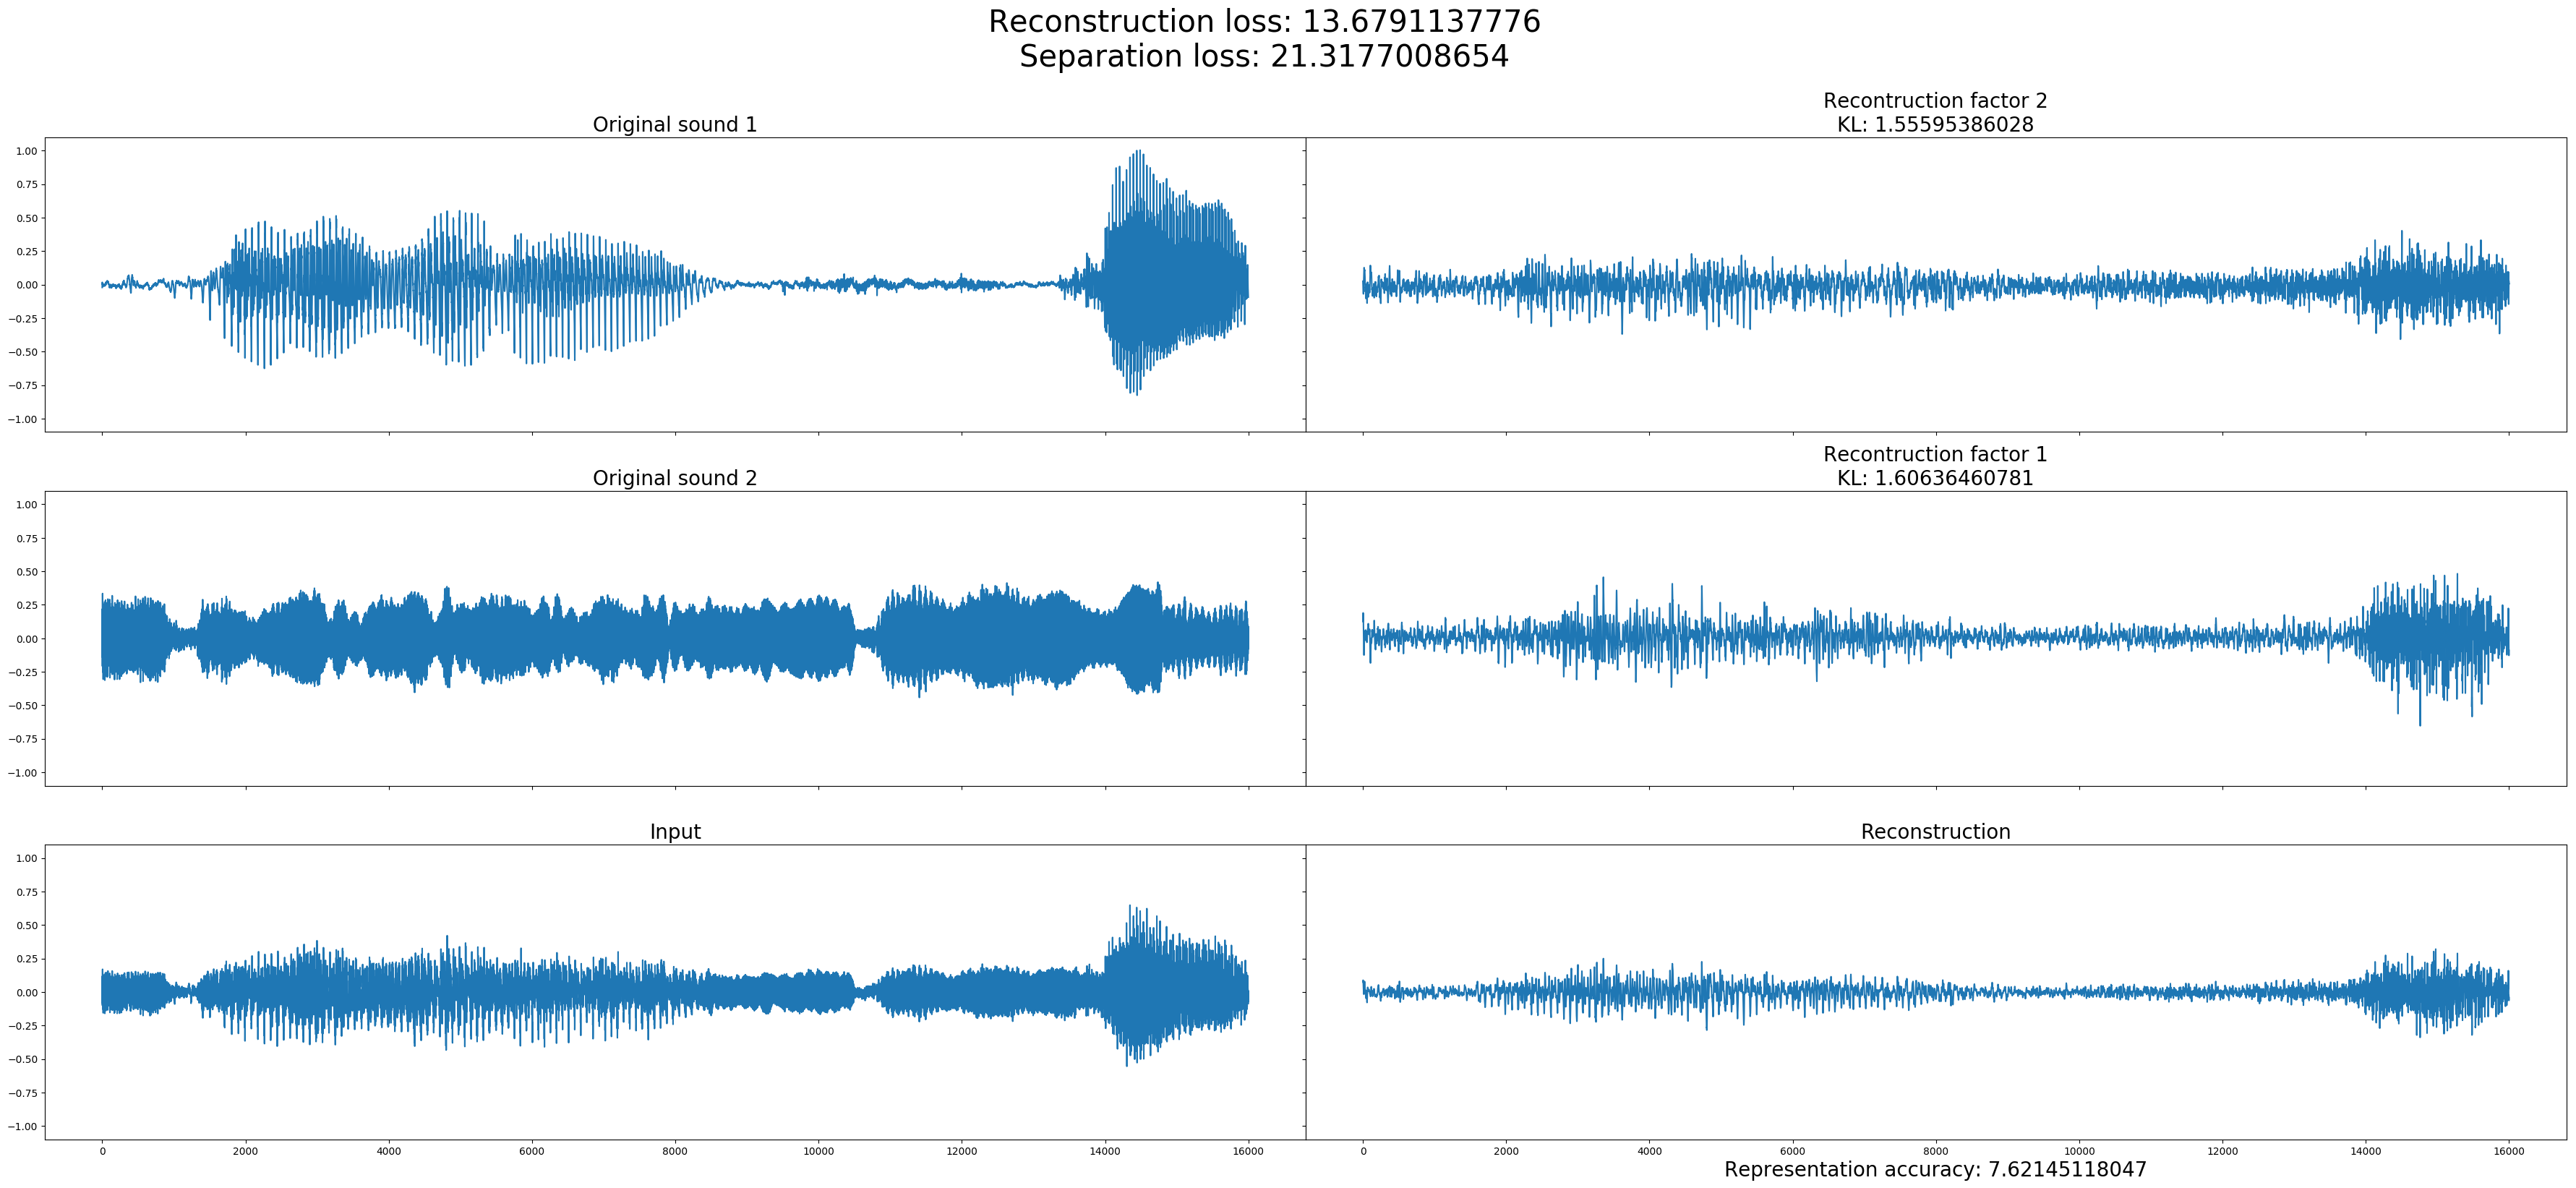 Reconstruction loss: 13.6791137776
Separation loss: 21.3177008654
Original sound 1
1.00
0.75
0.50
0.25
0.00
−0.25
−0.50
−0.75
−1.00
Recontruction factor 2
KL: 1.55595386028
Original sound 2
1.00
0.75
0.50
0.25
0.00
−0.25
−0.50
−0.75
−1.00
Recontruction factor 1
KL: 1.60636460781
Input
1.00
0.75
0.50
0.25
0.00
−0.25
−0.50
−0.75
−1.00
0 2000 4000 6000 8000 10000 12000 14000 16000
Reconstruction
0 2000 4000 6000 8000 10000 12000 14000 16000
Representation accuracy: 7.62145118047